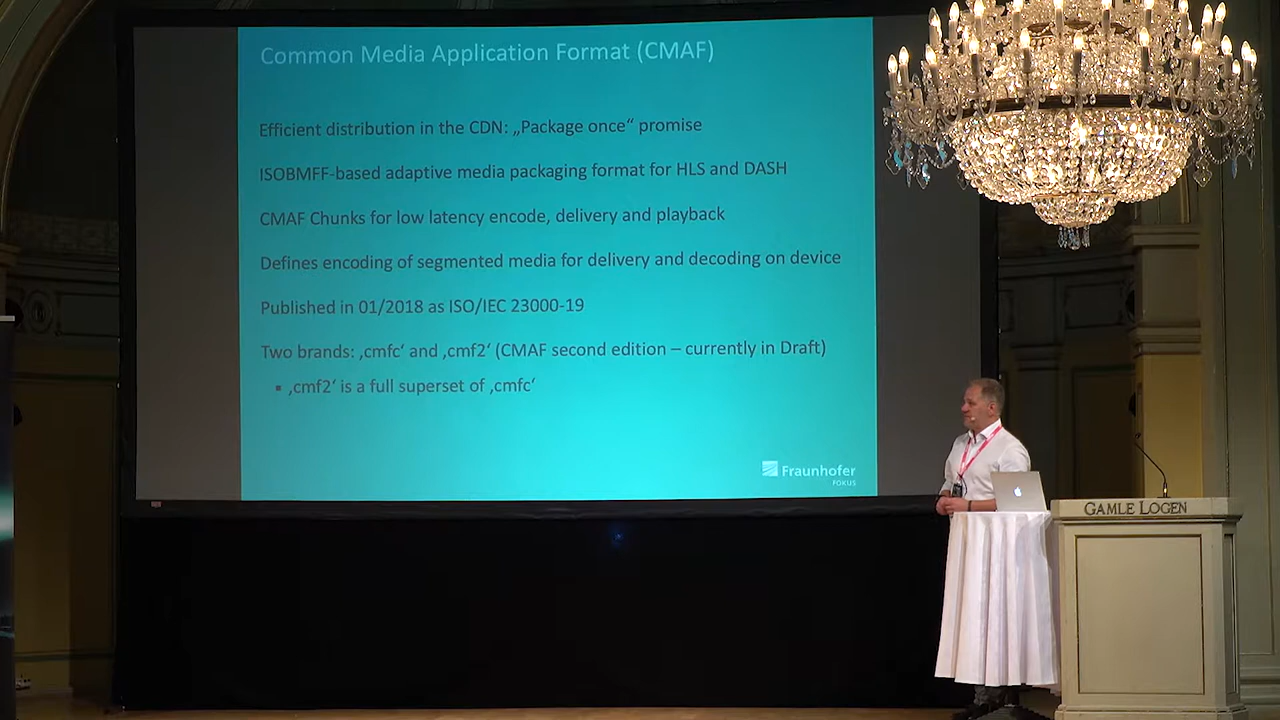 Common Media Application Format (CMAF)
Efficient distribution in the CDN: „Package once“ promise
ISOBMFF-based adaptive media packaging format for HLS and DASH
CMAF Chunks for low latency encode, delivery and playback
Defines encoding of segmented media for delivery and decoding on device
Published in 01/2018 as ISO/IEC 23000-19
Two brands: ‚cmfc‘ and ‚cmf2‘ (CMAF second edition – currently in Draft)
▪ ‚cmf2‘ is a full superset of ‚cmfc‘
Fraunhofer
FOKUS
GAMLE LOGEN